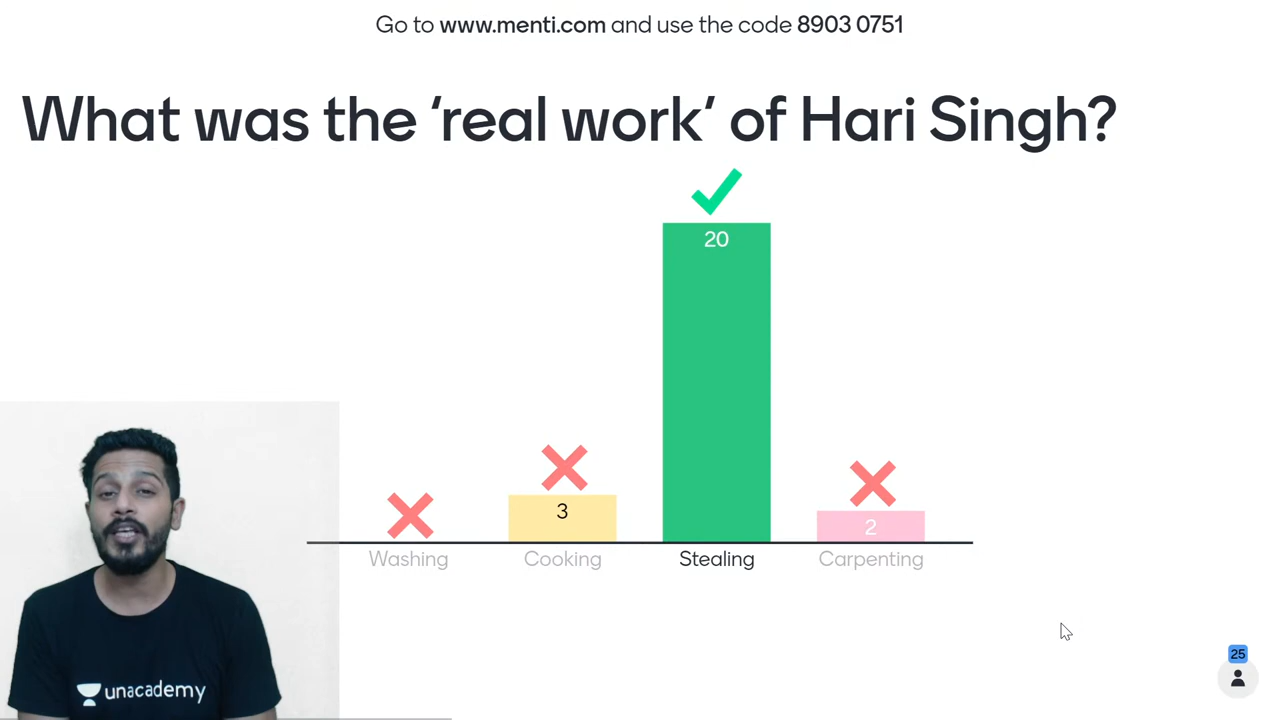 Go to www.menti.com and use the code 8903 0751
What was the ‘real work’ of Hari Singh?
20
3
2
Washing Cooking Stealing Carpenting
unacademy
25